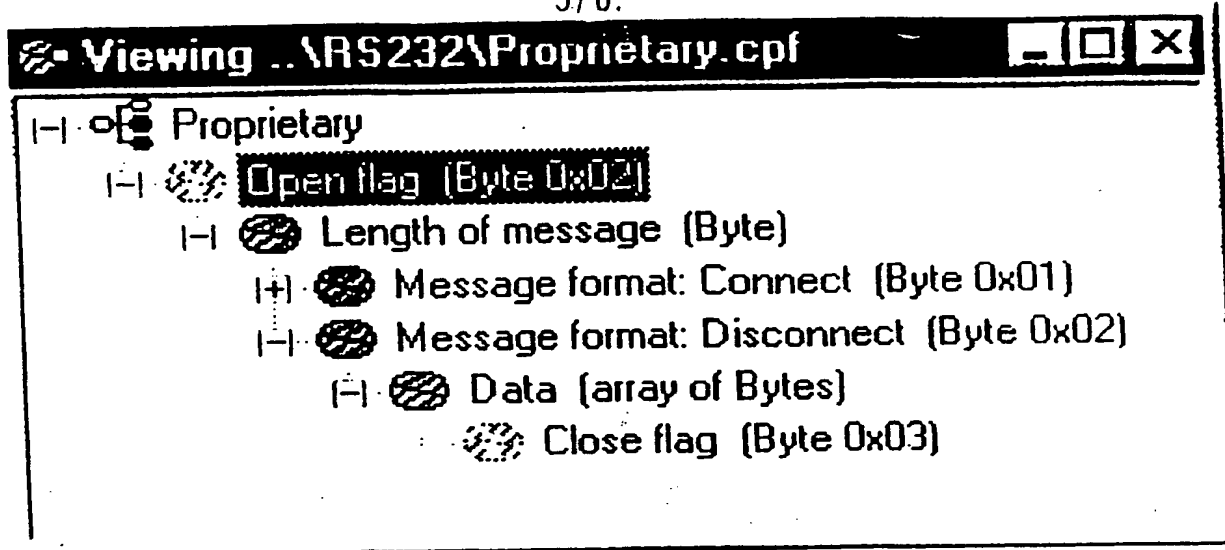 Viewing ..\RS232\Proprietary.cpf
Proprietary
Open flag (Byte 0x02)
Length of message (Byte)
Message format: Connect (Byte 0x01)
Message format: Disconnect (Byte 0x02)
Data (array of Bytes)
Close flag (Byte 0x03)